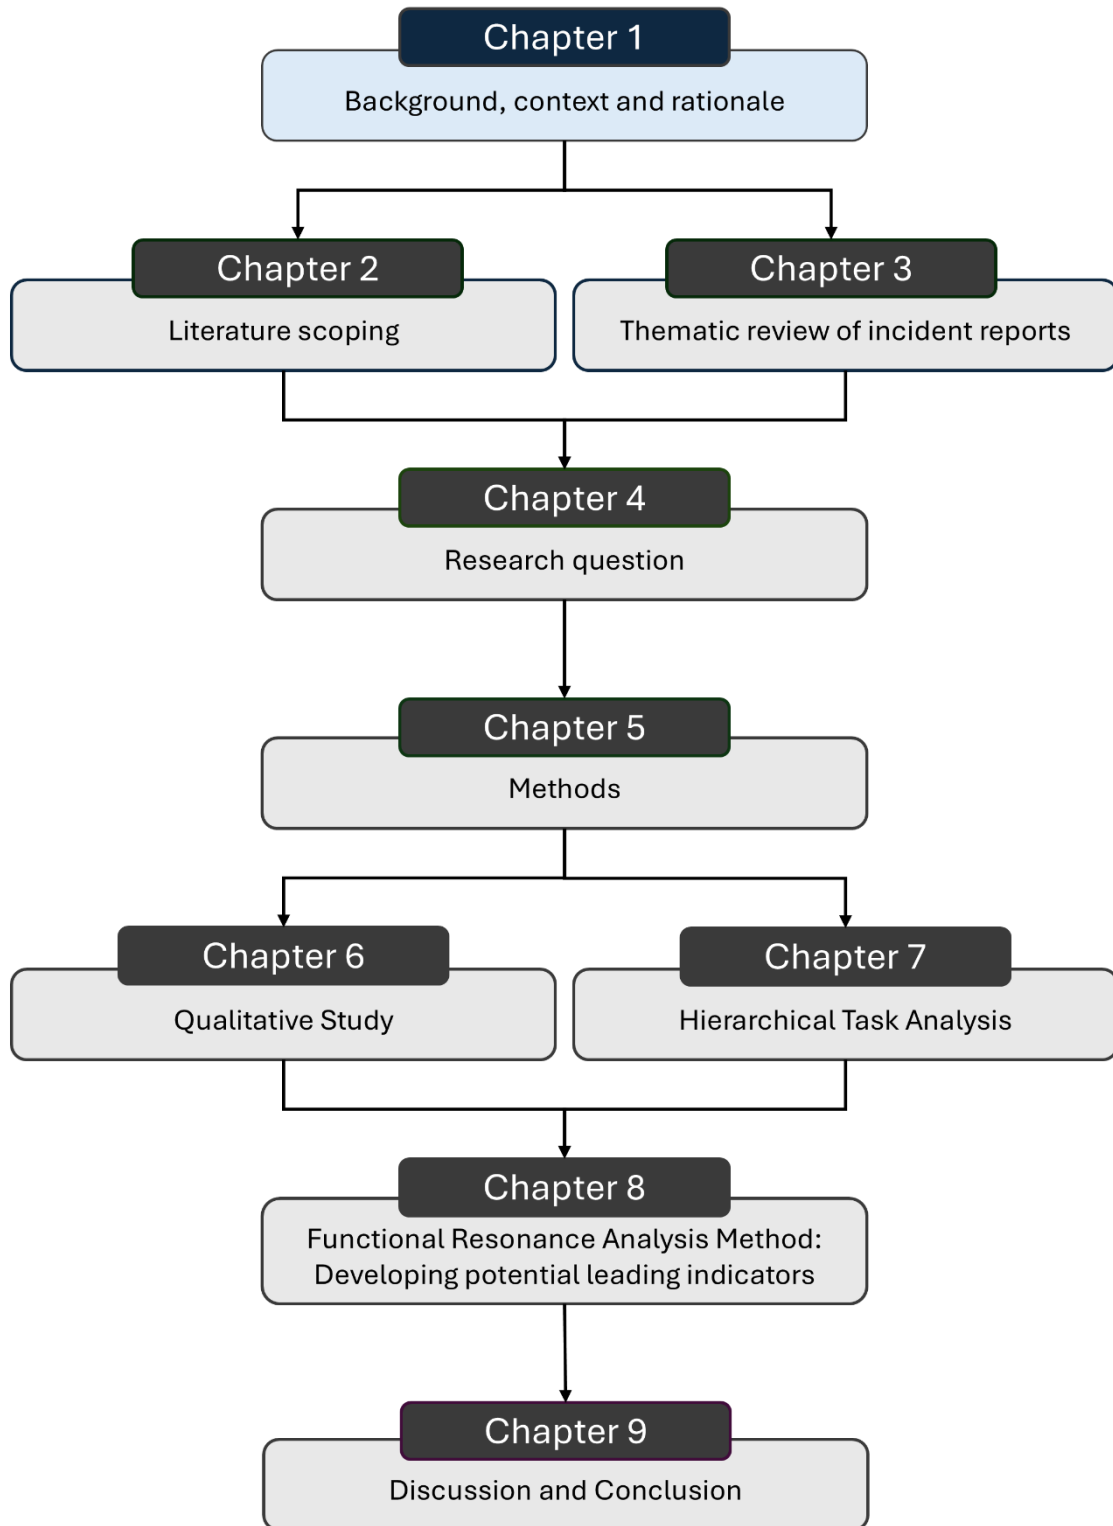 Chapter 1
Background, context and rationale
Chapter 2
Literature scoping
Chapter 3
Thematic review of incident reports
Chapter 4
Research question
Chapter 5
Methods
Chapter 6
Qualitative Study
Chapter 7
Hierarchical Task Analysis
Chapter 8
Functional Resonance Analysis Method:
Developing potential leading indicators
Chapter 9
Discussion and Conclusion